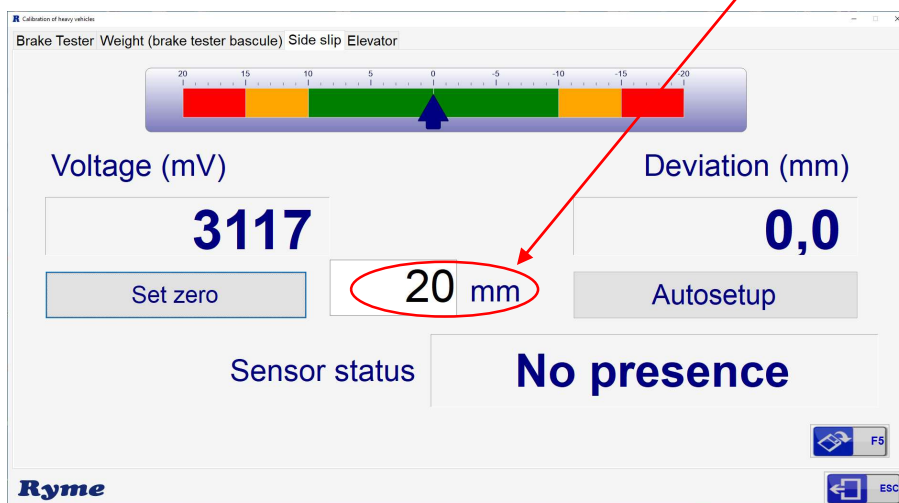 R Calibration of heavy vehicles
Brake Tester Weight (brake tester bascule) Side slip Elevator
20 15 10 5 0 -5 -10 -15 -20
Voltage (mV) Deviation (mm)
3117 0,0
Set zero 20 mm Autosetup
Sensor status No presence
F5
Ryme ESC